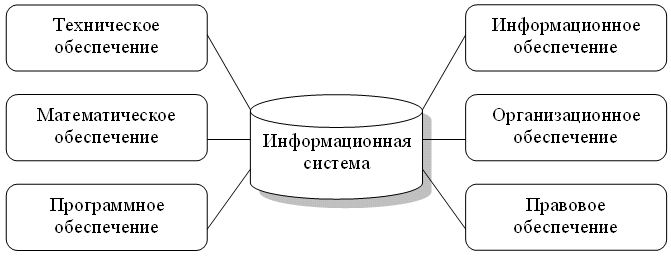 Техническое
обеспечение
Математическое
обеспечение
Программное
обеспечение
Информационная
система
Информационное
обеспечение
Организационное
обеспечение
Правовое
обеспечение